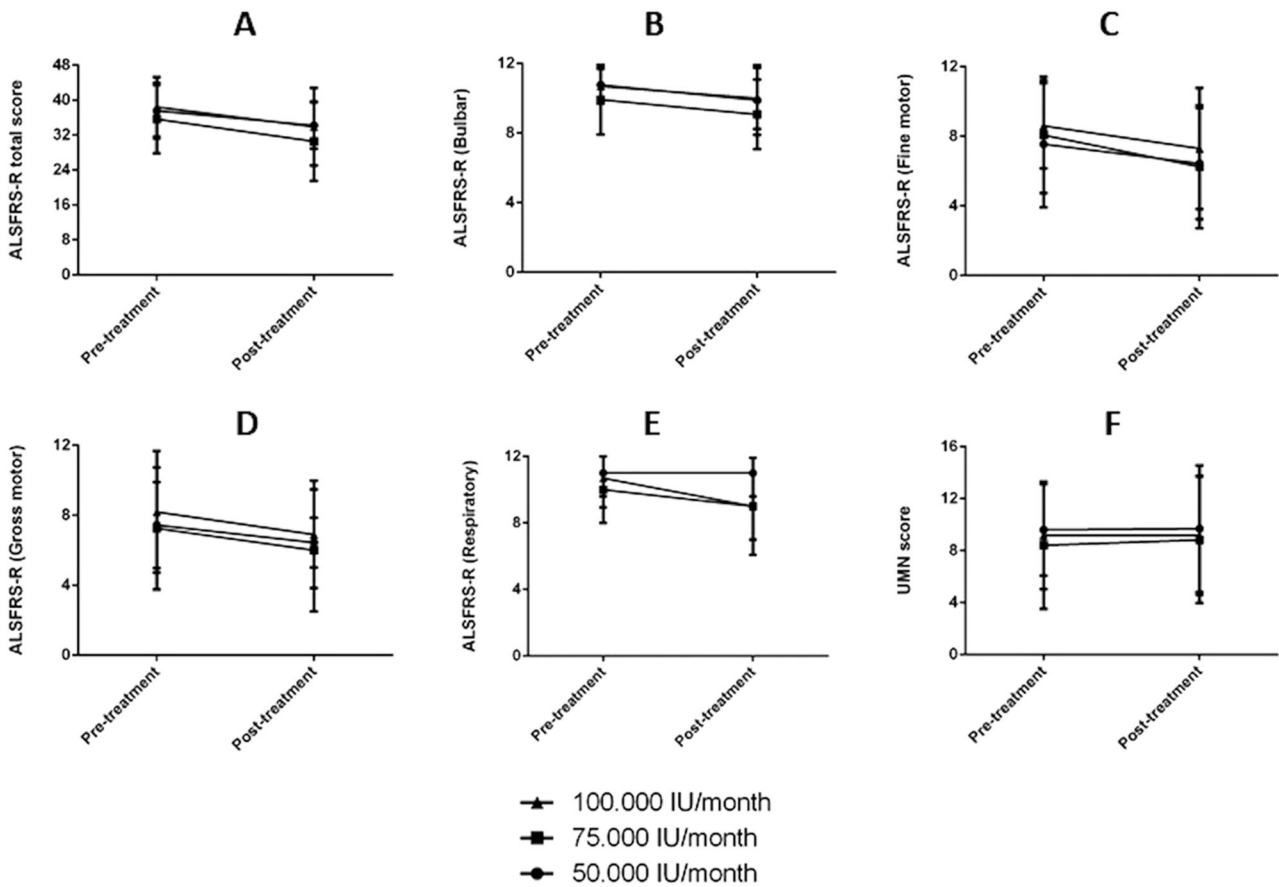 A
ALSFRS-R total score
48
40
32
24
16
8
0
Pre-treatment
Post-treatment
B
ALSFRS-R (Bulbar)
12
8
4
0
Pre-treatment
Post-treatment
C
ALSFRS-R (Fine motor)
12
8
4
0
Pre-treatment
Post-treatment
D
ALSFRS-R (Gross motor)
12
8
4
0
Pre-treatment
Post-treatment
E
ALSFRS-R (Respiratory)
12
8
4
0
Pre-treatment
Post-treatment
F
UMN score
16
12
8
4
0
Pre-treatment
Post-treatment
100.000 IU/month
75.000 IU/month
50.000 IU/month